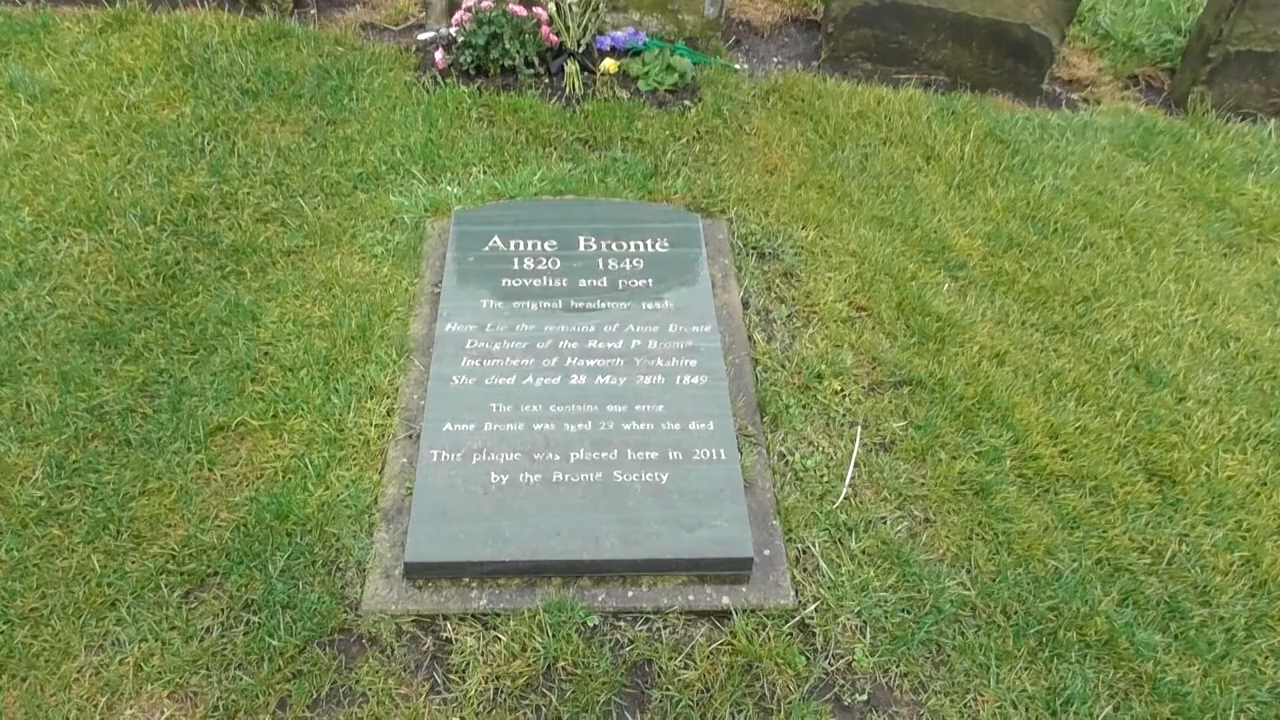 Anne Brontë
1820 - 1849
novelist and poet
The original headstone reads
Here Lie the remains of Anne Brontë
Daughter of the Revd P Brontë
Incumbent of Haworth Yorkshire
She died Aged 28 May 28th 1849
The text contains one error
Anne Brontë was aged 29 when she died
This plaque was placed here in 2011
by the Brontë Society